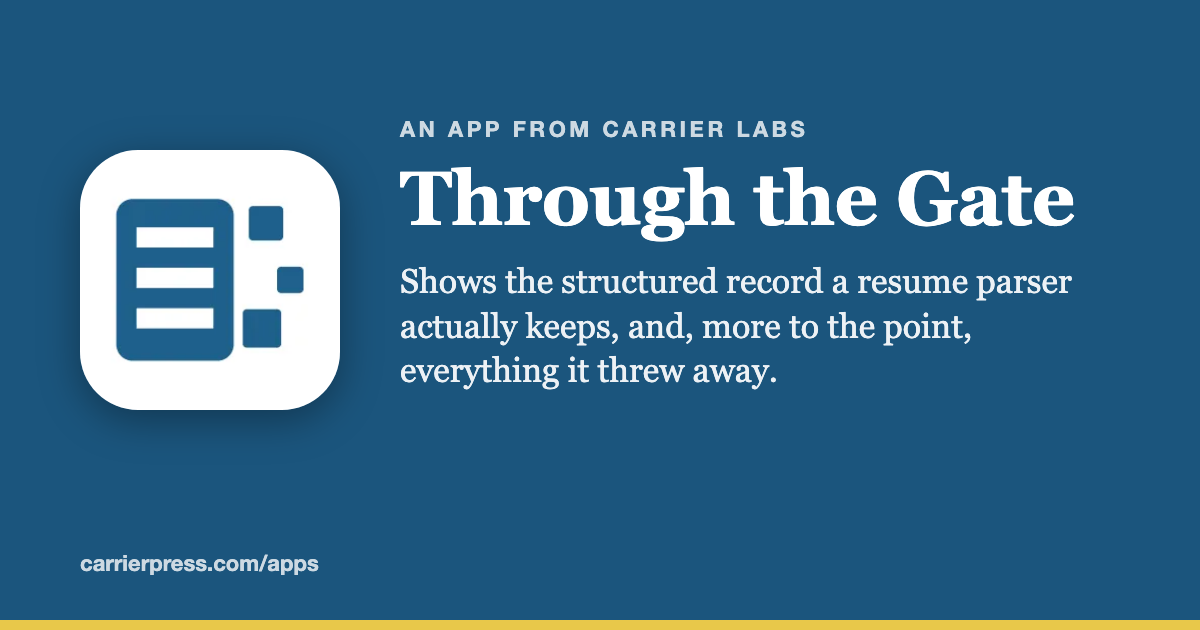 AN APP FROM CARRIER LABS
Through the Gate
Shows the structured record a resume parser
actually keeps, and, more to the point,
everything it threw away.
carrierpress.com/apps